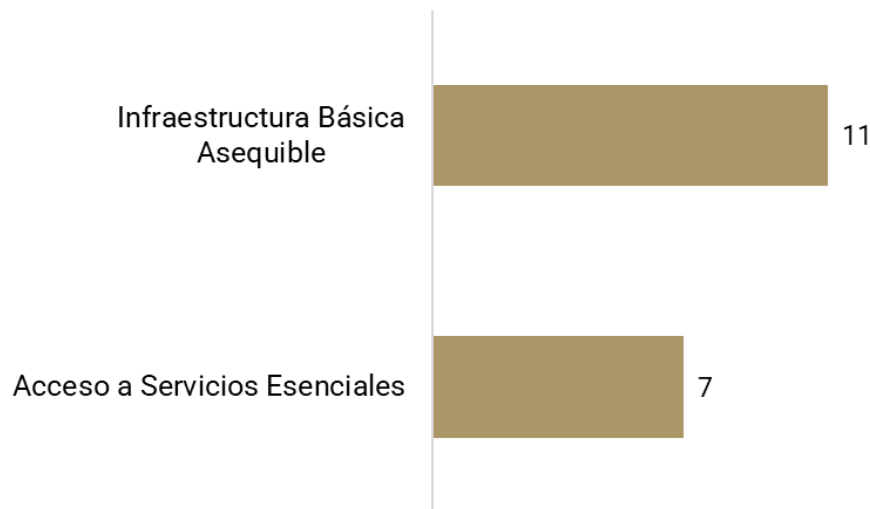 Infraestructura Básica
Asequible
11
Acceso a Servicios Esenciales
7